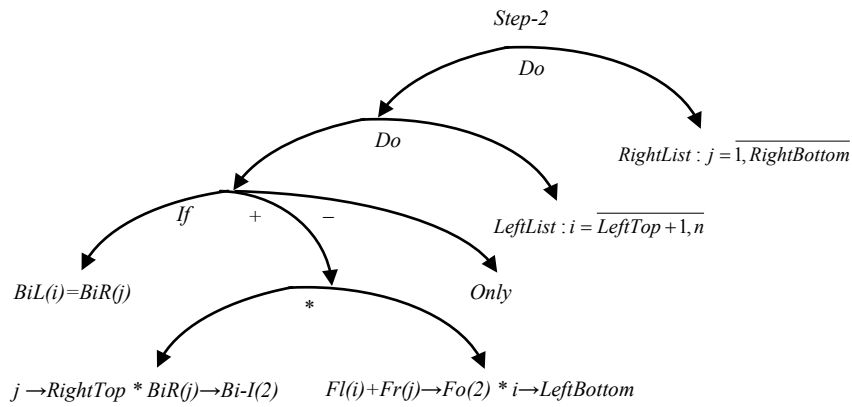 Step-2
Do
RightList : j = 1, RightBottom
Do
LeftList : i = LeftTop + 1, n
If + −
BiL(i)=BiR(j)
Only
*
j →RightTop * BiR(j)→Bi-I(2)
Fl(i)+Fr(j)→Fo(2) * i→LeftBottom